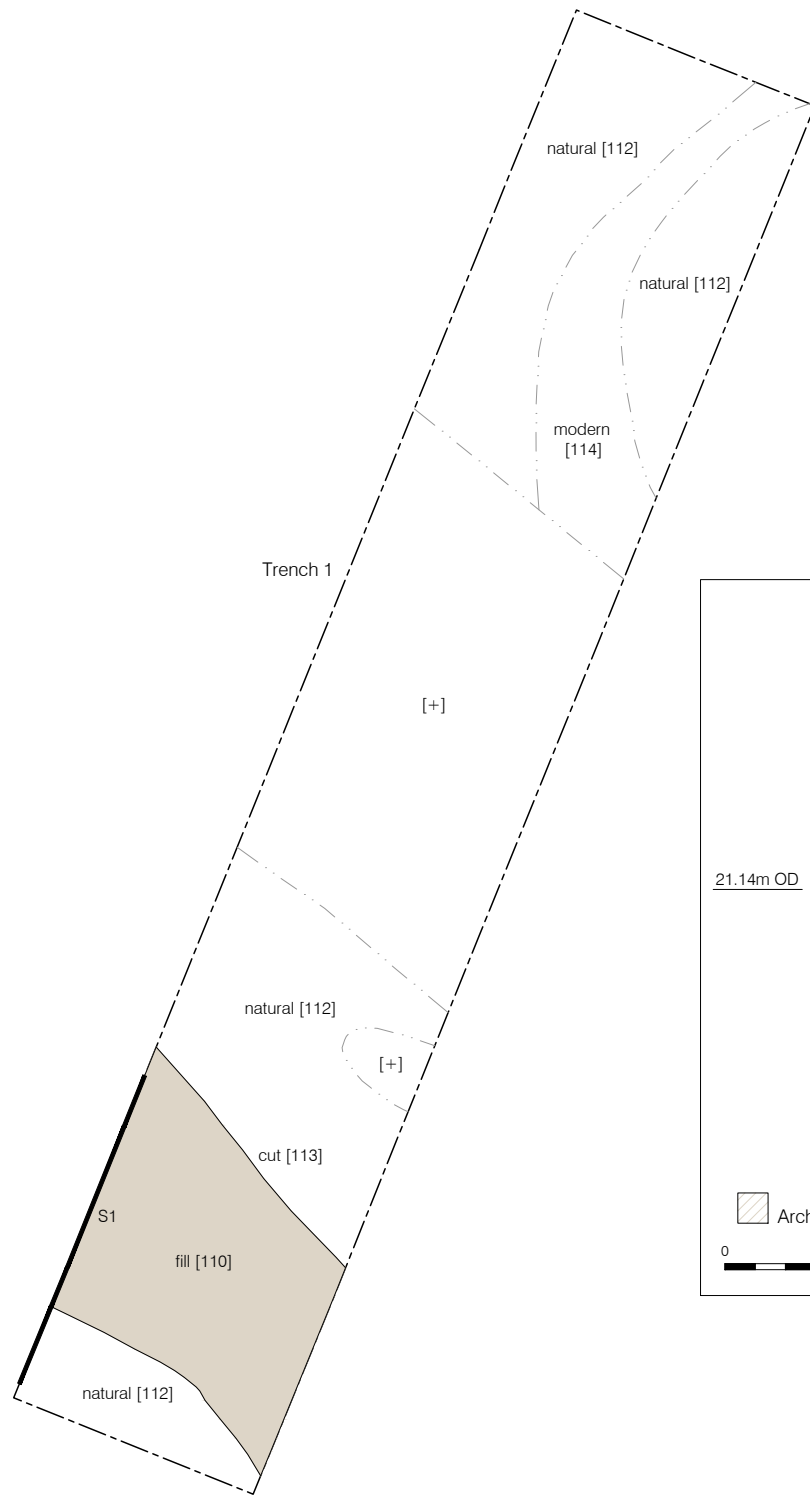 natural [112]
natural [112]
modern
[114]
Trench 1
[+]
natural [112]
[+]
cut [113]
S1
fill [110]
natural [112]
21.14m OD
Arch
0